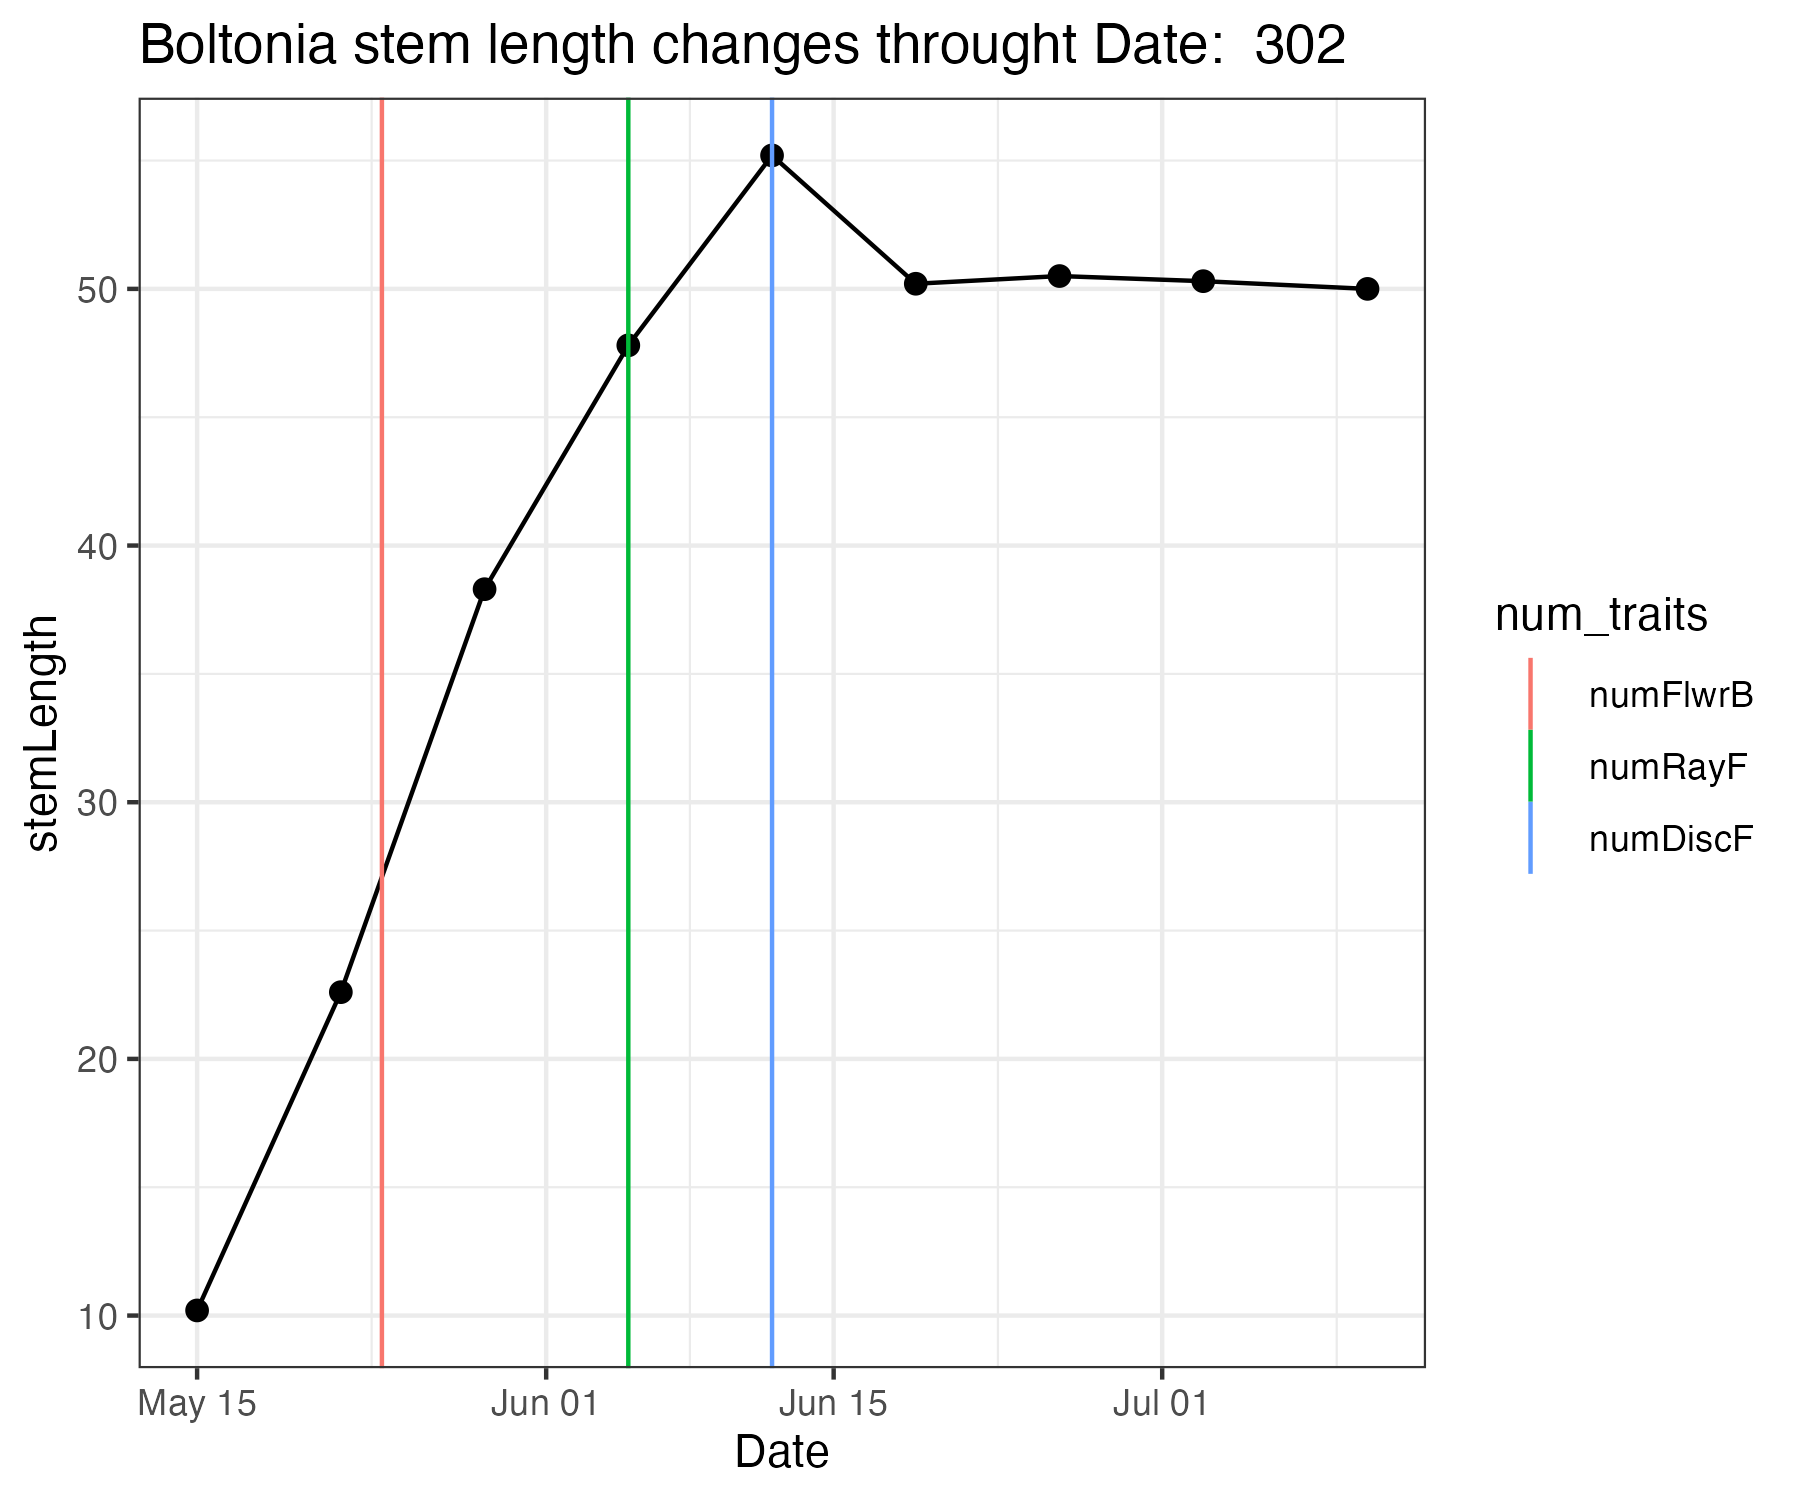 Boltonia stem length changes throught Date:  302
stemLength
50
40
30
20
10
May 15
Jun 01
Jun 15
Jul 01
Date
num_traits
numFlwrB
numRayF
numDiscF